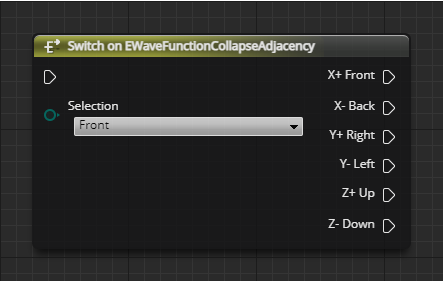 Switch on EWaveFunctionCollapseAdjacency
X+ Front
X- Back
Selection
Front
Y+ Right
Y- Left
Z+ Up
Z- Down